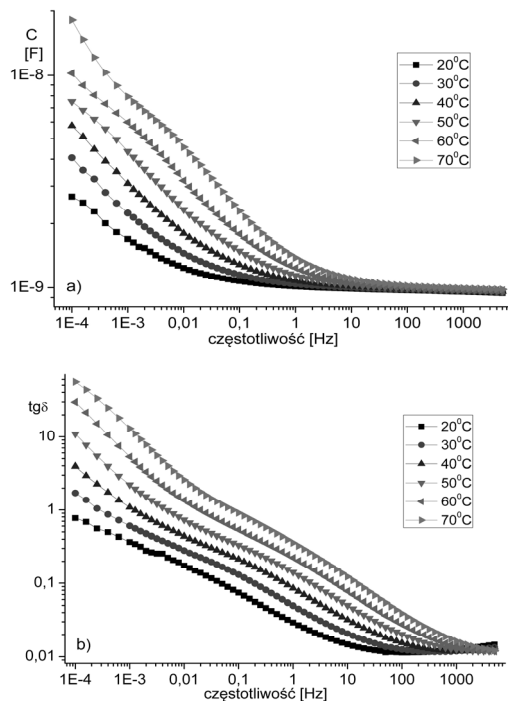 C
[F]
1E-8
1E-9
a)
20⁰C
30⁰C
40⁰C
50⁰C
60⁰C
70⁰C
1E-4 1E-3 0,01 0,1 1 10 100 1000
częstotliwość [Hz]
tgδ
10
1
0,1
0,01
b)
20⁰C
30⁰C
40⁰C
50⁰C
60⁰C
70⁰C
1E-4 1E-3 0,01 0,1 1 10 100 1000
częstotliwość [Hz]